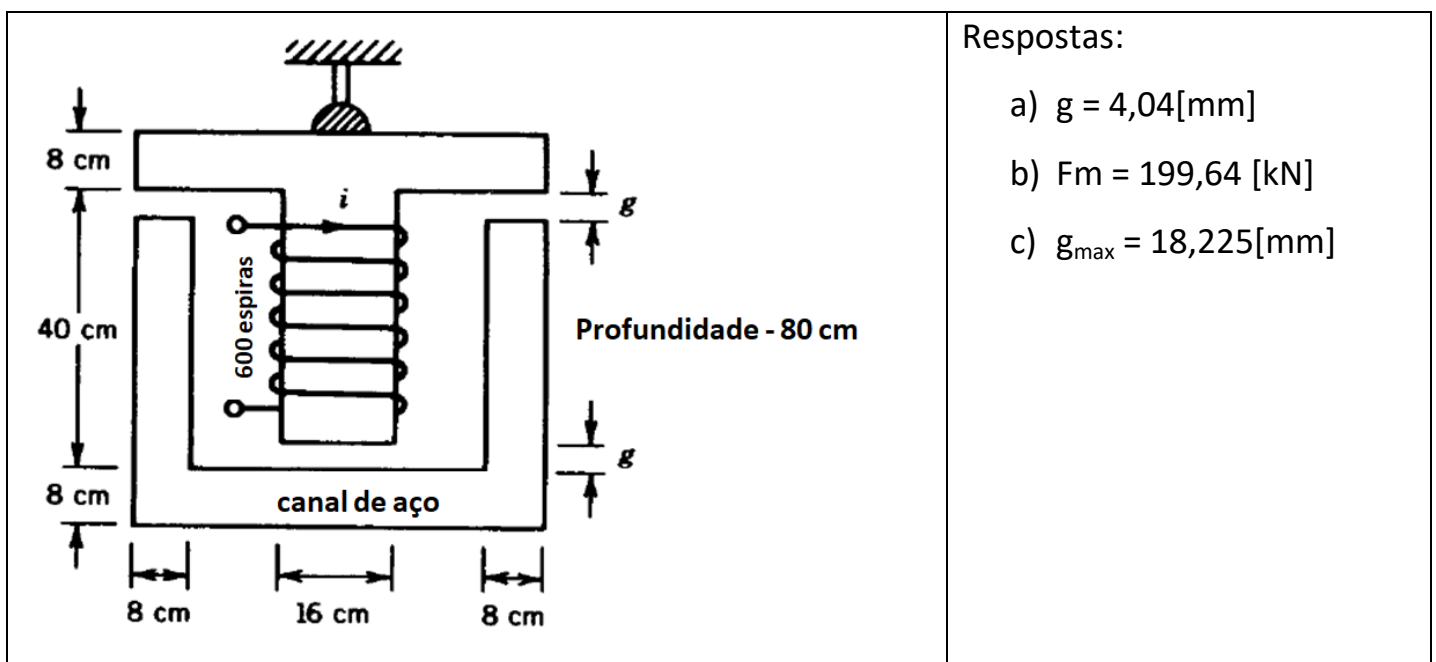 8 cm
i
g
600 espiras
40 cm
Profundidade - 80 cm
g
8 cm
canal de aço
8 cm
16 cm
8 cm
Respostas:
a) g = 4,04[mm]
b) Fm = 199,64 [kN]
c) gmax = 18,225[mm]